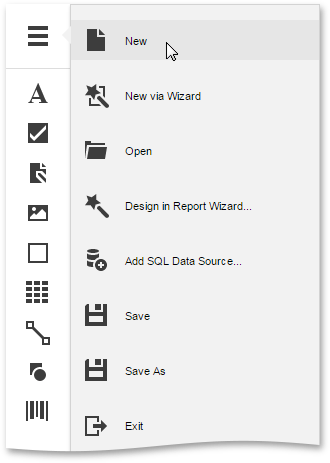 New
New via Wizard
Open
Design in Report Wizard...
Add SQL Data Source...
Save
Save As
Exit